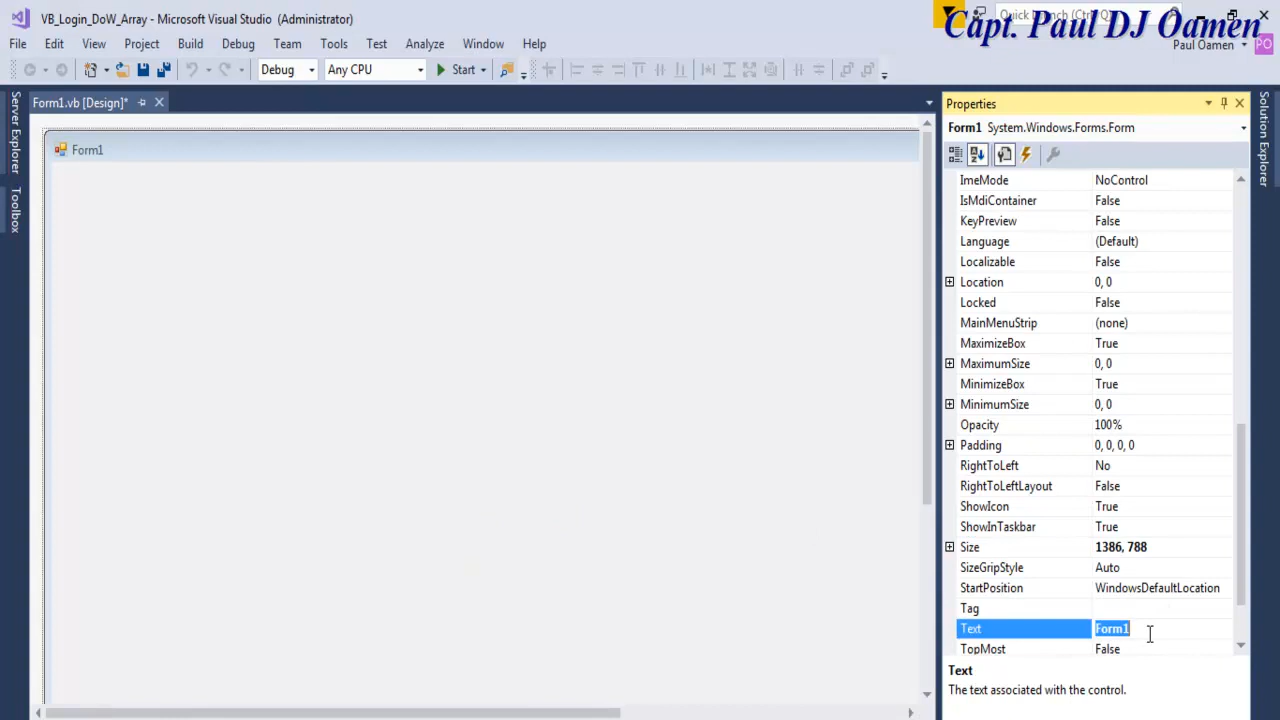 VB_Login_DoW_Array - Microsoft Visual Studio (Administrator)
Quick Launch (Ctrl+Q)
Capt. Paul DJ Oamen
File Edit View Project Build Debug Team Tools Test Analyze Window Help
Paul Oamen PO
Debug Any CPU Start
Server Explorer
Toolbox
Form1.vb [Design]*
Form1
Properties
Form1 System.Windows.Forms.Form
ImeMode NoControl
IsMdiContainer False
KeyPreview False
Language (Default)
Localizable False
Location 0, 0
Locked False
MainMenuStrip (none)
MaximizeBox True
MaximumSize 0, 0
MinimizeBox True
MinimumSize 0, 0
Opacity 100%
Padding 0, 0, 0, 0
RightToLeft No
RightToLeftLayout False
ShowIcon True
ShowInTaskbar True
Size 1386, 788
SizeGripStyle Auto
StartPosition WindowsDefaultLocation
Tag
Text Form1
TopMost False
Text
The text associated with the control.
Solution Explorer